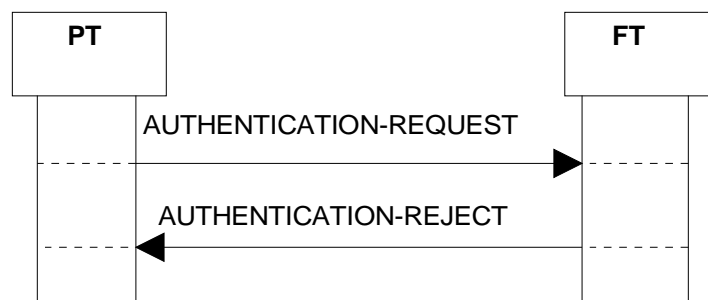 PT
FT
AUTHENTICATION-REQUEST
AUTHENTICATION-REJECT